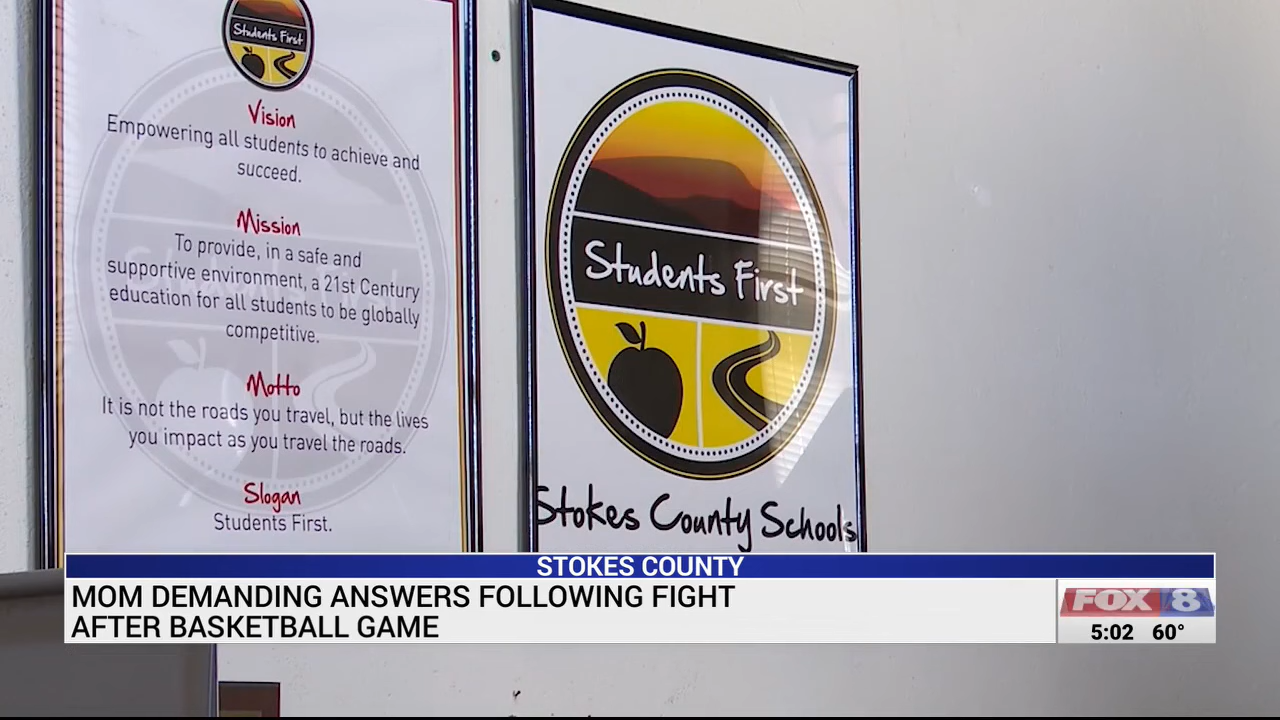 Students First
Vision
Empowering all students to achieve and
succeed.
Mission
To provide, in a safe and
supportive environment, a 21st Century
education for all students to be globally
competitive.
Motto
It is not the roads you travel, but the lives
you impact as you travel the roads.
Slogan
Students First.
Students First
Stokes County Schools
STOKES COUNTY
MOM DEMANDING ANSWERS FOLLOWING FIGHT
AFTER BASKETBALL GAME
FOX 8
5:02 60°